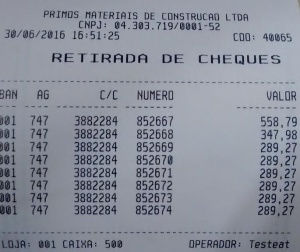 PRIMOS MATERIAIS DE CONSTRUCAO LTDA
CNPJ: 04.303.719/0001-52
30/06/2016 16:51:25 COD: 40065
RETIRADA DE CHEQUES
BAN AG C/C NUMERO VALOR
001 747 3882284 852667 558,79
001 747 3882284 852668 347,98
001 747 3882284 852669 289,27
001 747 3882284 852670 289,27
001 747 3882284 852671 289,27
001 747 3882284 852672 289,27
001 747 3882284 852673 289,27
001 747 3882284 852674 289,27
LOJA: 001 CAIXA: 500 OPERADOR: Testeat